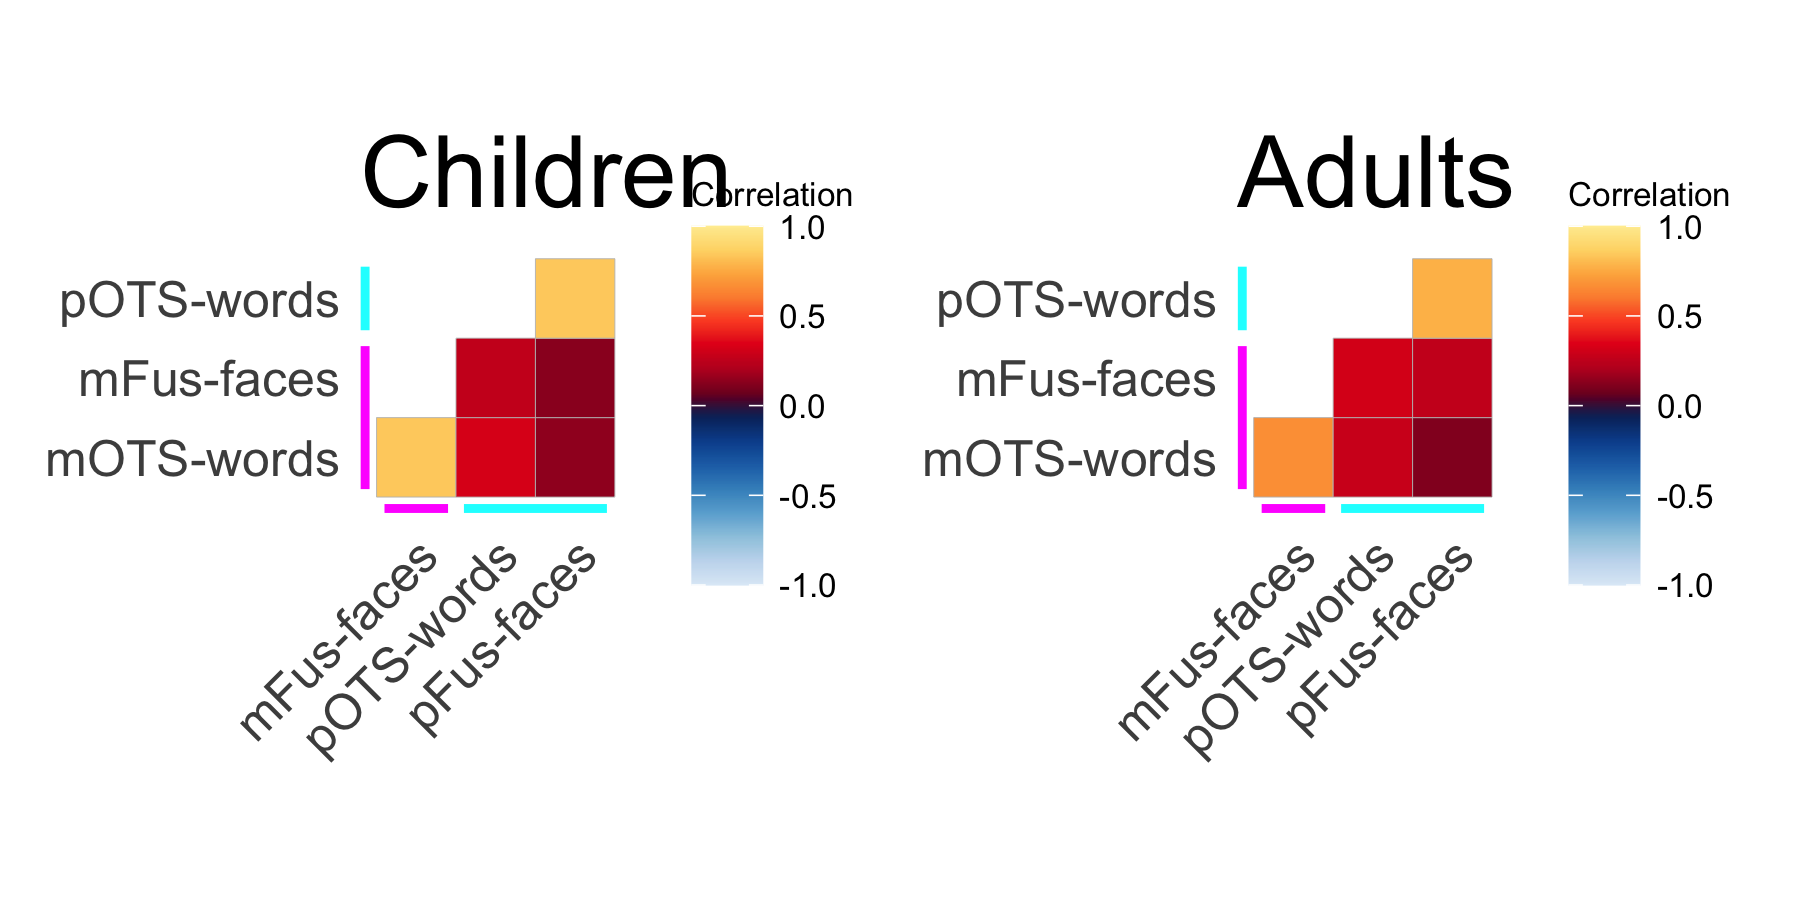 Children
Correlation
1.0
0.5
0.0
-0.5
-1.0
pOTS-words
mFus-faces
mOTS-words
mFus-faces
pOTS-words
pFus-faces
Adults
Correlation
1.0
0.5
0.0
-0.5
-1.0
pOTS-words
mFus-faces
mOTS-words
mFus-faces
pOTS-words
pFus-faces